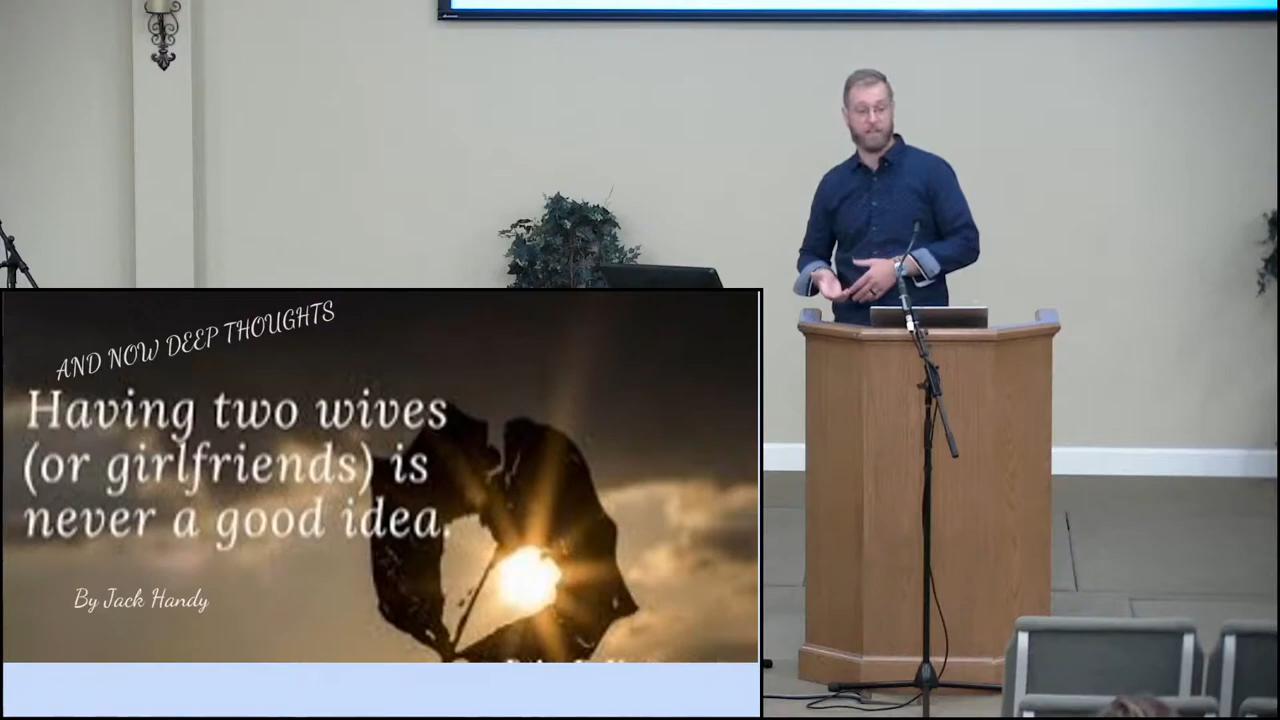 AND NOW DEEP THOUGHTS
Having two wives
(or girlfriends) is
never a good idea.
By Jack Handy